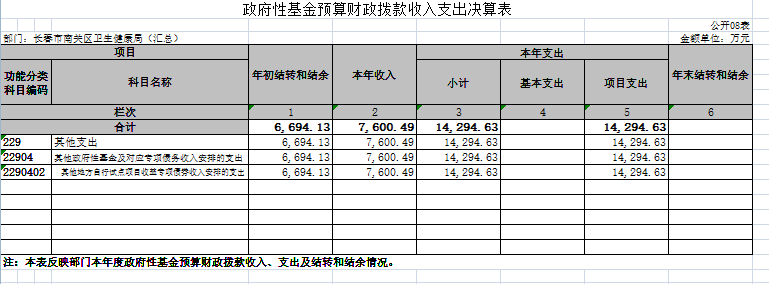 政府性基金预算财政拨款收入支出决算表
公开08表
部门：长春市南关区卫生健康局（汇总） 金额单位：万元
项目 年初结转和结余 本年收入 本年支出 年末结转和结余
功能分类科目编码 科目名称 小计 基本支出 项目支出
栏次 1 2 3 4 5 6
合计 6,694.13 7,600.49 14,294.63 14,294.63
229 其他支出 6,694.13 7,600.49 14,294.63 14,294.63
22904 其他政府性基金及对应专项债务收入安排的支出 6,694.13 7,600.49 14,294.63 14,294.63
2290402 其他地方自行试点项目收益专项债券收入安排的支出 6,694.13 7,600.49 14,294.63 14,294.63
注：本表反映部门本年度政府性基金预算财政拨款收入、支出及结转和结余情况。